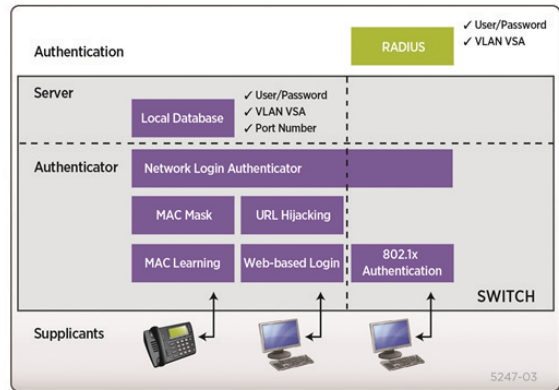 Authentication
RADIUS
✓ User/Password
✓ VLAN VSA
Server
Local Database
✓ User/Password
✓ VLAN VSA
✓ Port Number
Authenticator
Network Login Authenticator
MAC Mask
URL Hijacking
MAC Learning
Web-based Login
802.1x
Authentication
SWITCH
Supplicants
5247-03